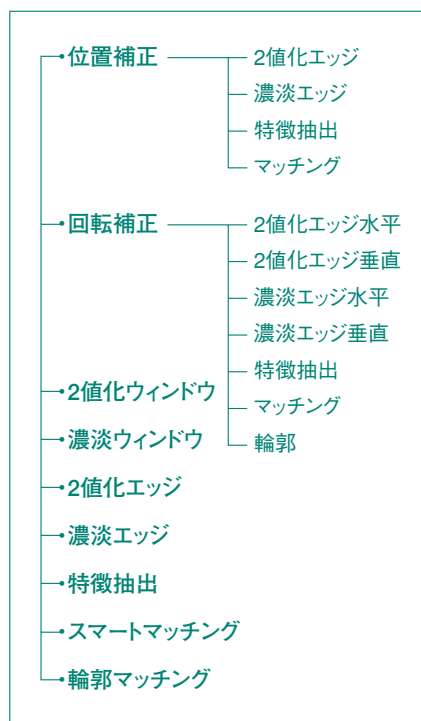 位置補正
2値化エッジ
濃淡エッジ
特徴抽出
マッチング
回転補正
2値化エッジ水平
2値化エッジ垂直
濃淡エッジ水平
濃淡エッジ垂直
特徴抽出
マッチング
輪郭
2値化ウィンドウ
濃淡ウィンドウ
2値化エッジ
濃淡エッジ
特徴抽出
スマートマッチング
輪郭マッチング